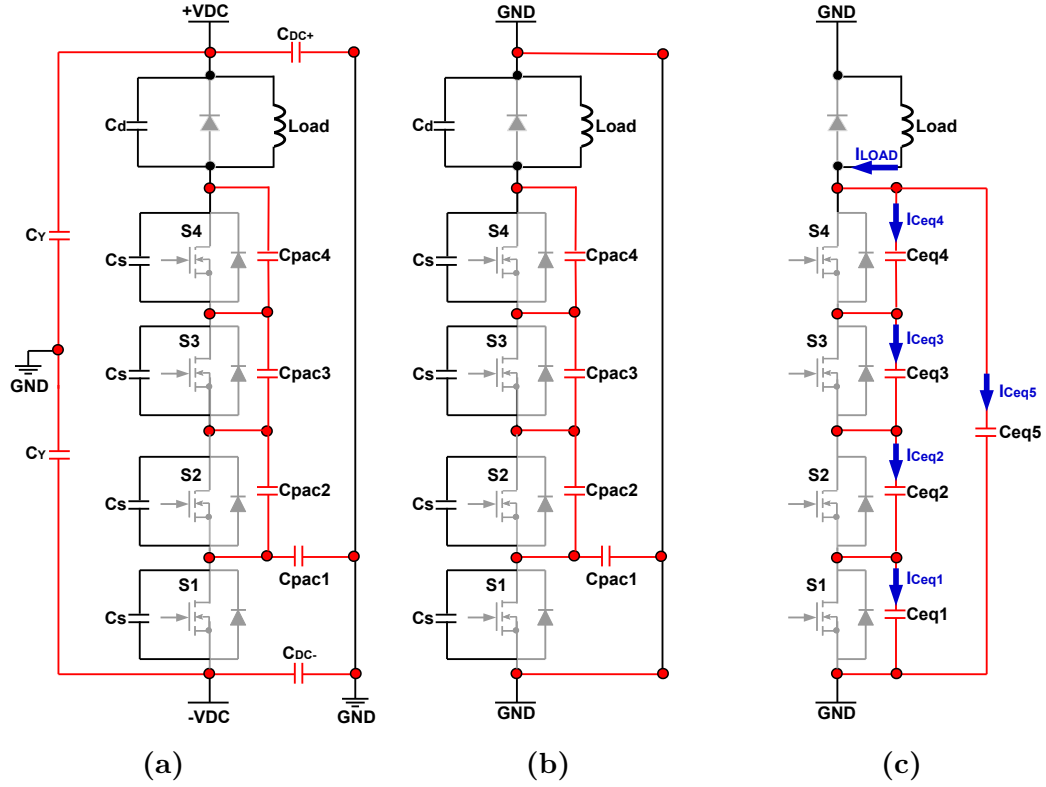 +VDC
CDC+
Cd
Load
CY
S4
Cs
Cpac4
S3
Cs
Cpac3
GND
CY
S2
Cs
Cpac2
Cpac1
S1
Cs
CDC-
-VDC
GND
(a)
GND
Cd
Load
S4
Cs
Cpac4
S3
Cs
Cpac3
S2
Cs
Cpac2
Cpac1
S1
Cs
GND
(b)
GND
Load
ILOAD
S4
ICeq4
Ceq4
S3
ICeq3
Ceq3
ICeq5
Ceq5
S2
ICeq2
Ceq2
S1
ICeq1
Ceq1
GND
(c)